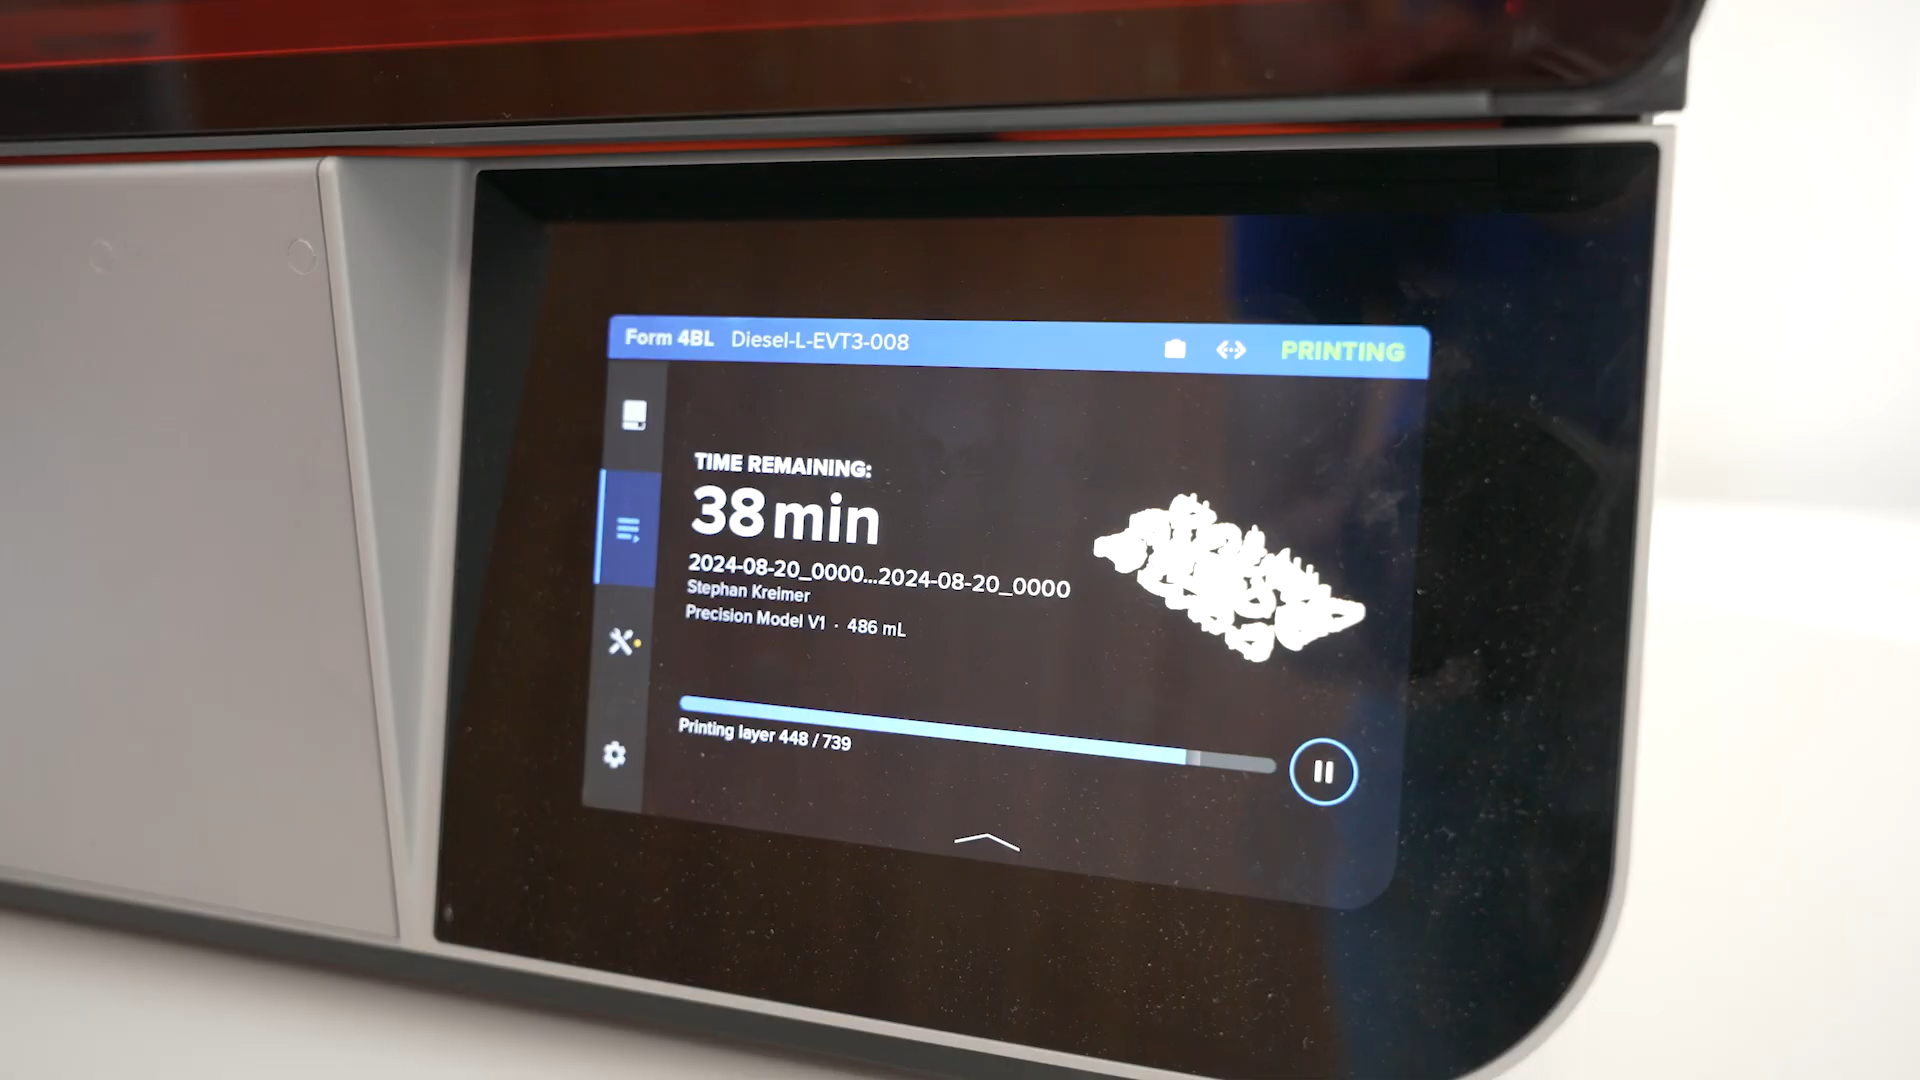 Form 4BL Diesel-L-EVT3-008 PRINTING
TIME REMAINING:
38 min
2024-08-20_0000...2024-08-20_0000
Stephan Kreimer
Precision Model V1 · 486 mL
Printing layer 448 / 739